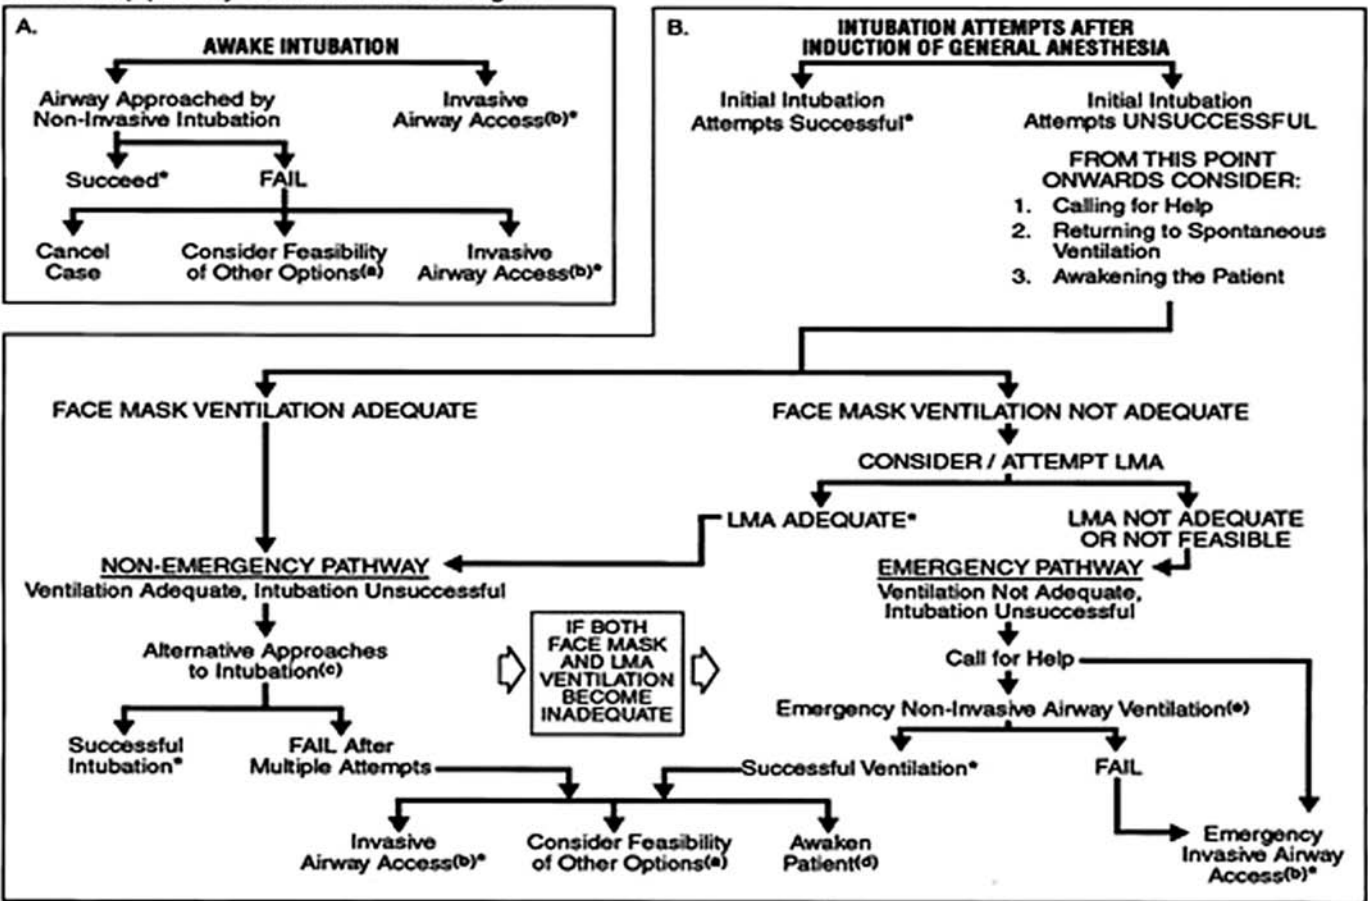 A.
AWAKE INTUBATION
Airway Approached by
Non-Invasive Intubation
Invasive
Airway Access(b)*
Succeed*
FAIL
Cancel
Case
Consider Feasibility
of Other Options(a)
Invasive
Airway Access(b)*
B.
INTUBATION ATTEMPTS AFTER
INDUCTION OF GENERAL ANESTHESIA
Initial Intubation
Attempts Successful*
Initial Intubation
Attempts UNSUCCESSFUL
FROM THIS POINT
ONWARDS CONSIDER:
1. Calling for Help
2. Returning to Spontaneous
Ventilation
3. Awakening the Patient
FACE MASK VENTILATION ADEQUATE
FACE MASK VENTILATION NOT ADEQUATE
CONSIDER / ATTEMPT LMA
LMA ADEQUATE*
LMA NOT ADEQUATE
OR NOT FEASIBLE
NON-EMERGENCY PATHWAY
Ventilation Adequate, Intubation Unsuccessful
EMERGENCY PATHWAY
Ventilation Not Adequate,
Intubation Unsuccessful
Alternative Approaches
to Intubation(c)
IF BOTH
FACE MASK
AND LMA
VENTILATION
BECOME
INADEQUATE
Call for Help
Emergency Non-Invasive Airway Ventilation(e)
Successful
Intubation*
FAIL After
Multiple Attempts
Successful Ventilation*
FAIL
Invasive
Airway Access(b)*
Consider Feasibility
of Other Options(a)
Awaken
Patient(d)
Emergency
Invasive Airway
Access(b)*